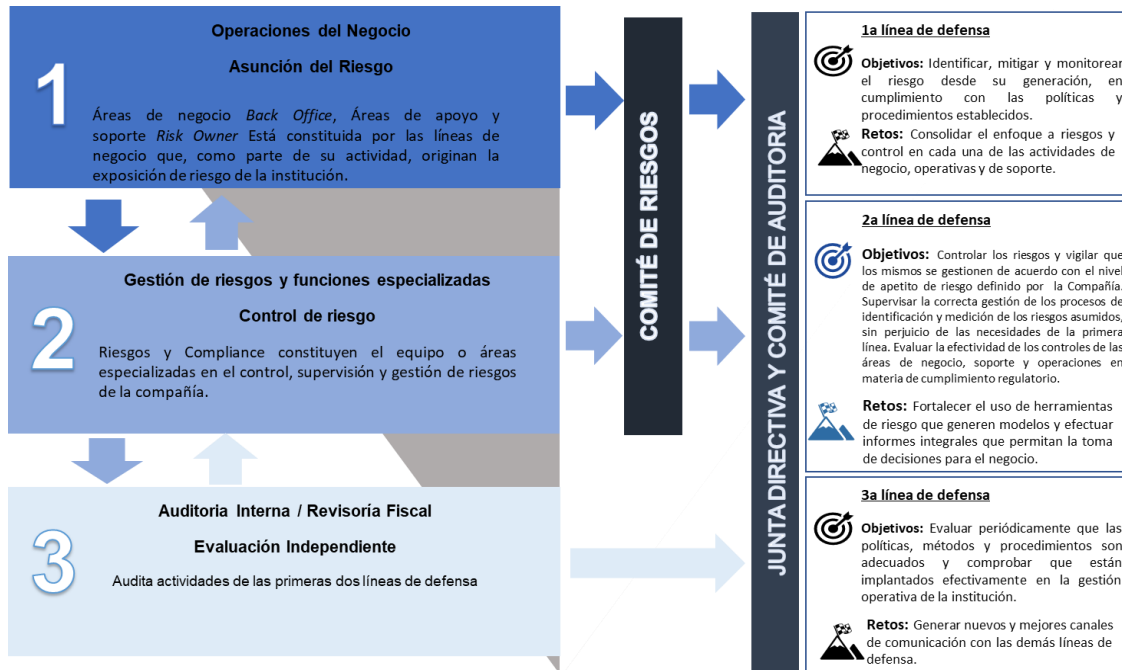 Operaciones del Negocio
Asunción del Riesgo
1
Áreas de negocio Back Office, Áreas de apoyo y
soporte Risk Owner Está constituida por las líneas de
negocio que, como parte de su actividad, originan la
exposición de riesgo de la institución.
Gestión de riesgos y funciones especializadas
Control de riesgo
2
Riesgos y Compliance constituyen el equipo o áreas
especializadas en el control, supervisión y gestión de riesgos
de la compañía.
Auditoria Interna / Revisoría Fiscal
Evaluación Independiente
3
Audita actividades de las primeras dos líneas de defensa
COMITÉ DE RIESGOS
JUNTA DIRECTIVA Y COMITÉ DE AUDITORIA
1a línea de defensa
Objetivos: Identificar, mitigar y monitorear
el riesgo desde su generación, en
cumplimiento con las políticas y
procedimientos establecidos.
Retos: Consolidar el enfoque a riesgos y
control en cada una de las actividades de
negocio, operativas y de soporte.
2a línea de defensa
Objetivos: Controlar los riesgos y vigilar que
los mismos se gestionen de acuerdo con el nivel
de apetito de riesgo definido por la Compañía.
Supervisar la correcta gestión de los procesos de
identificación y medición de los riesgos asumidos,
sin perjuicio de las necesidades de la primera
línea. Evaluar la efectividad de los controles de las
áreas de negocio, soporte y operaciones en
materia de cumplimiento regulatorio.
Retos: Fortalecer el uso de herramientas
de riesgo que generen modelos y efectuar
informes integrales que permitan la toma
de decisiones para el negocio.
3a línea de defensa
Objetivos: Evaluar periódicamente que las
políticas, métodos y procedimientos son
adecuados y comprobar que están
implantados efectivamente en la gestión
operativa de la institución.
Retos: Generar nuevos y mejores canales
de comunicación con las demás líneas de
defensa.